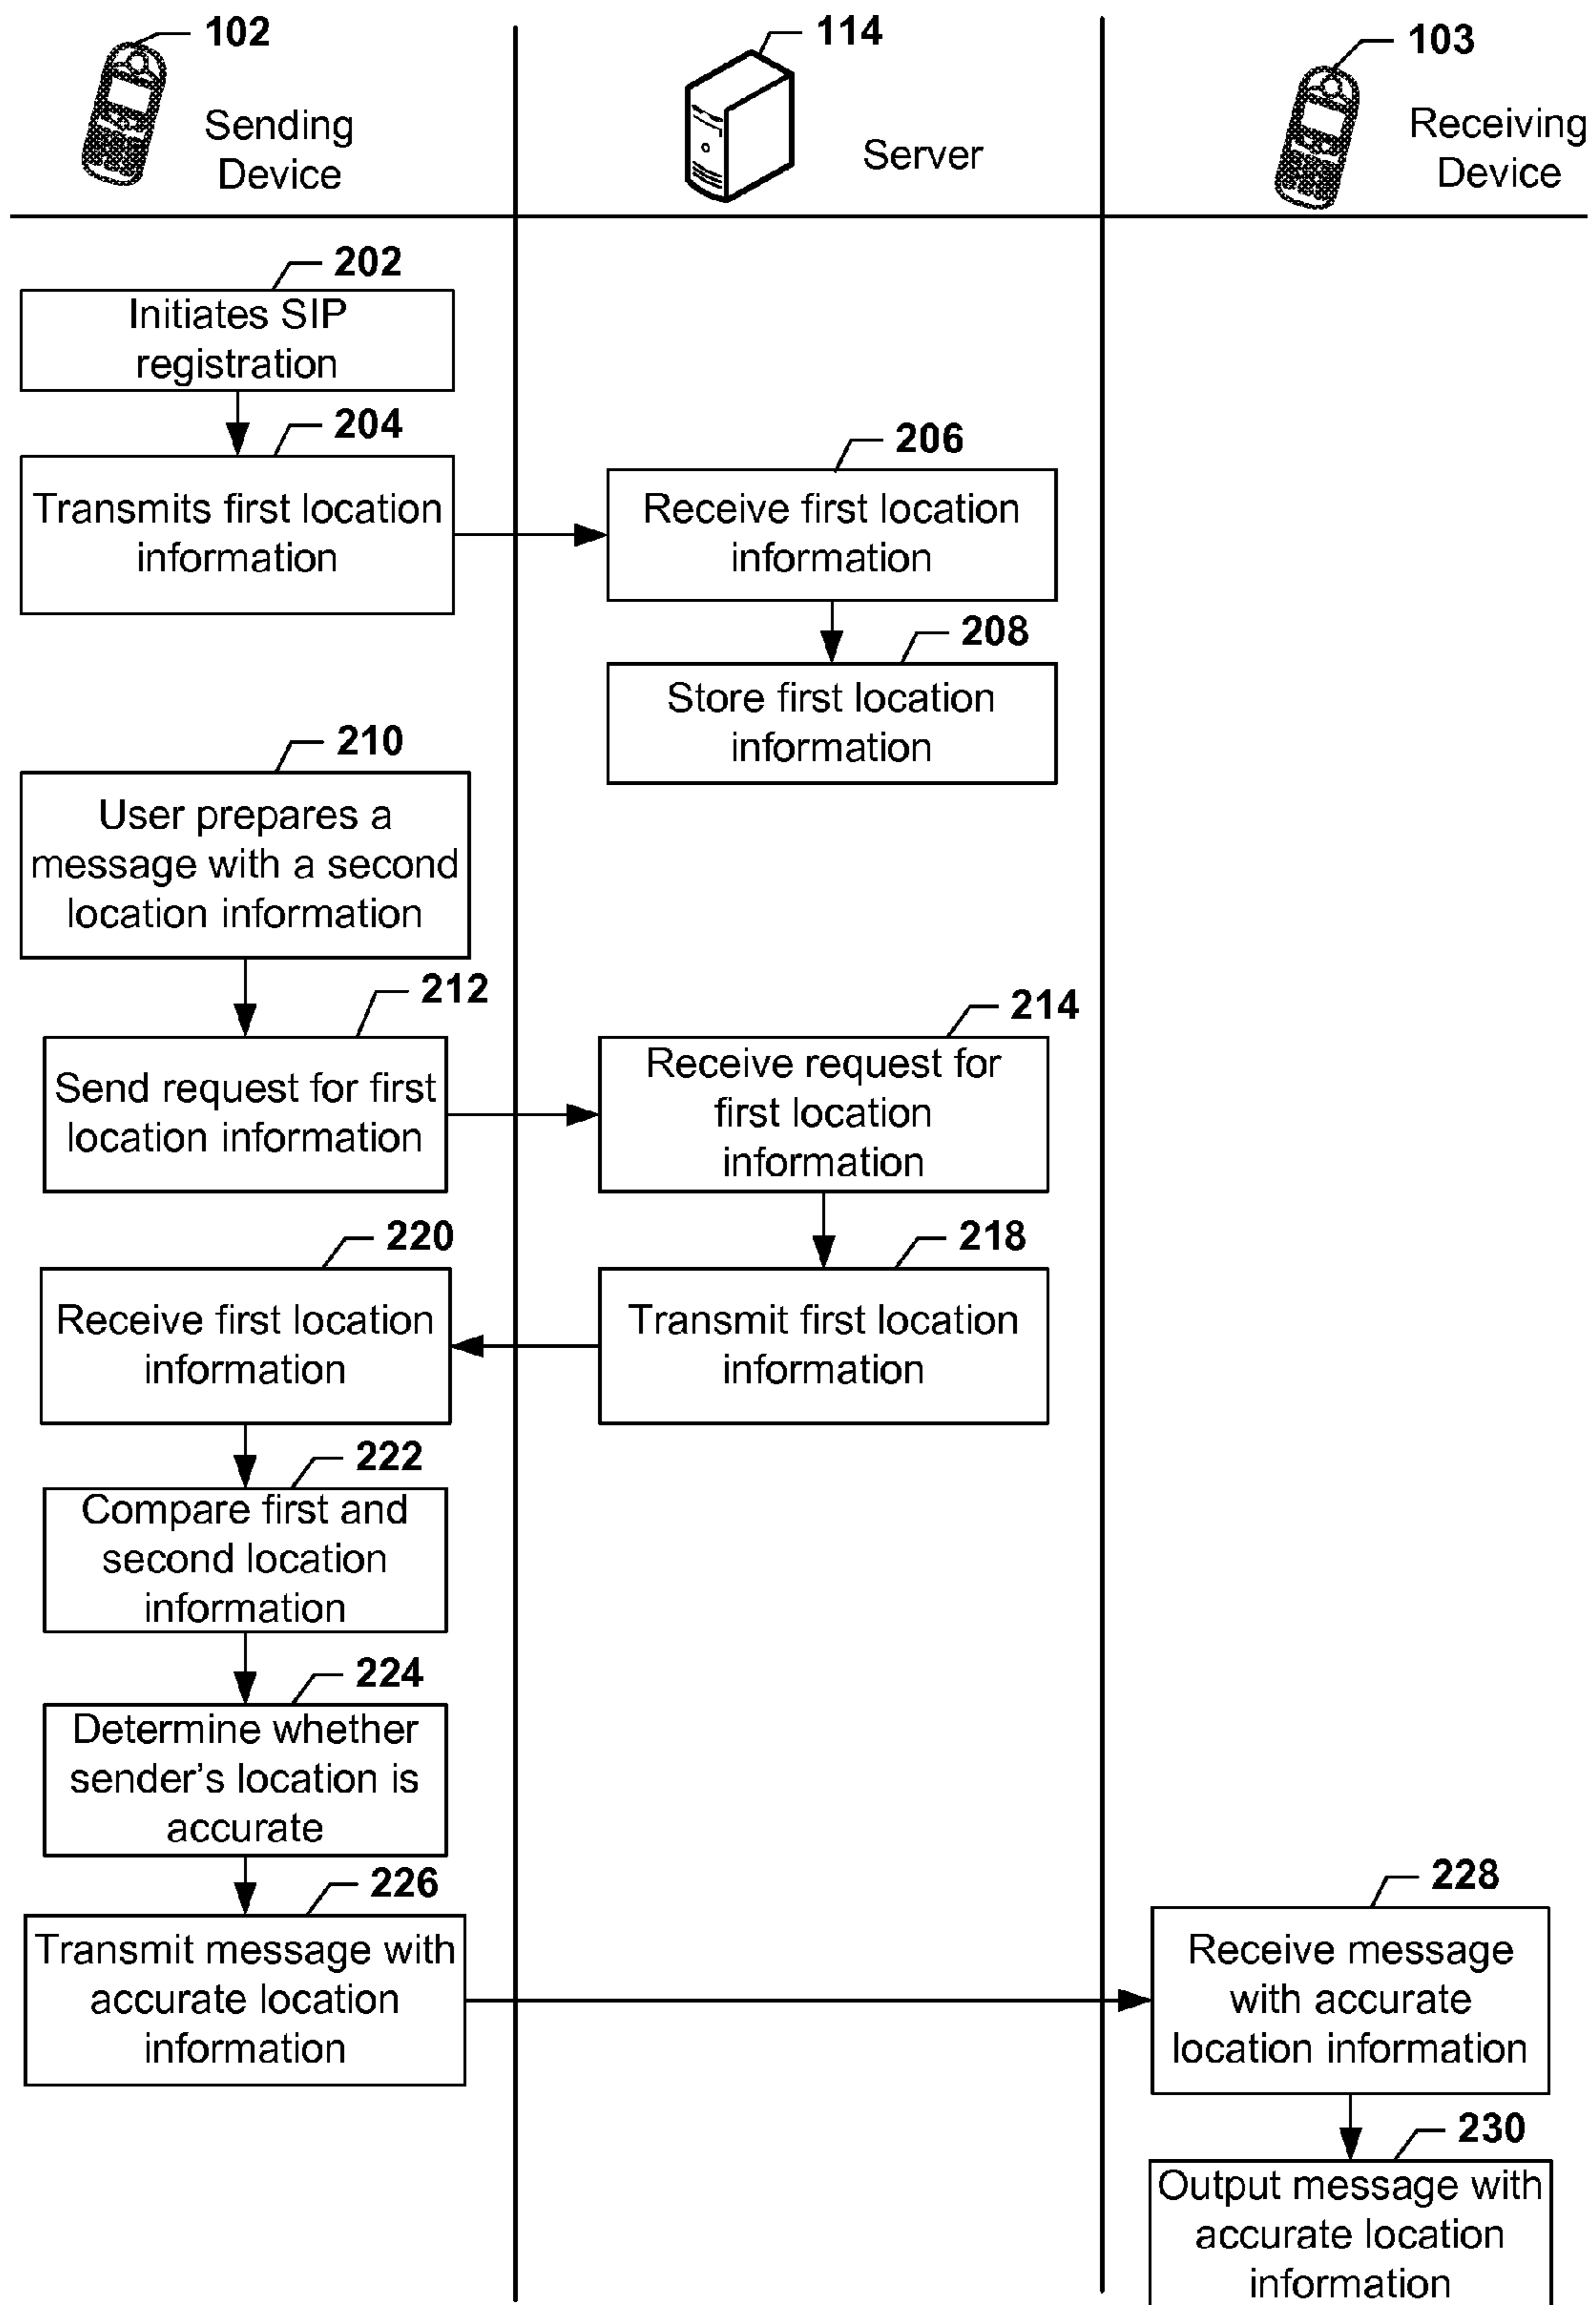 102
Sending
Device
114
Server
103
Receiving
Device
202
Initiates SIP
registration
204
Transmits first location
information
206
Receive first location
information
208
Store first location
information
210
User prepares a
message with a second
location information
212
Send request for first
location information
214
Receive request for
first location
information
218
Transmit first location
information
220
Receive first location
information
222
Compare first and
second location
information
224
Determine whether
sender's location is
accurate
226
Transmit message with
accurate location
information
228
Receive message
with accurate
location information
230
Output message with
accurate location
information